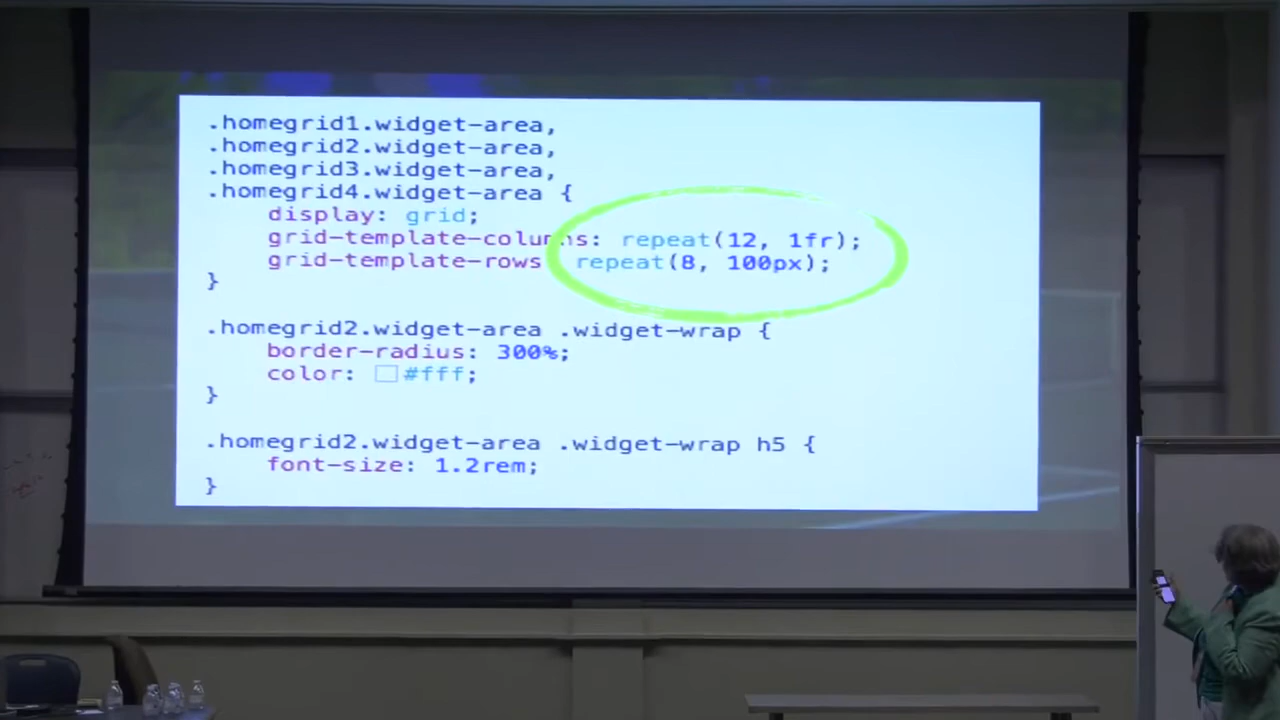 .homegrid1.widget-area,
.homegrid2.widget-area,
.homegrid3.widget-area,
.homegrid4.widget-area {
display: grid;
grid-template-columns: repeat(12, 1fr);
grid-template-rows repeat(8, 100px);
}
.homegrid2.widget-area .widget-wrap {
border-radius: 300%;
color: #fff;
}
.homegrid2.widget-area .widget-wrap h5 {
font-size: 1.2rem;
}